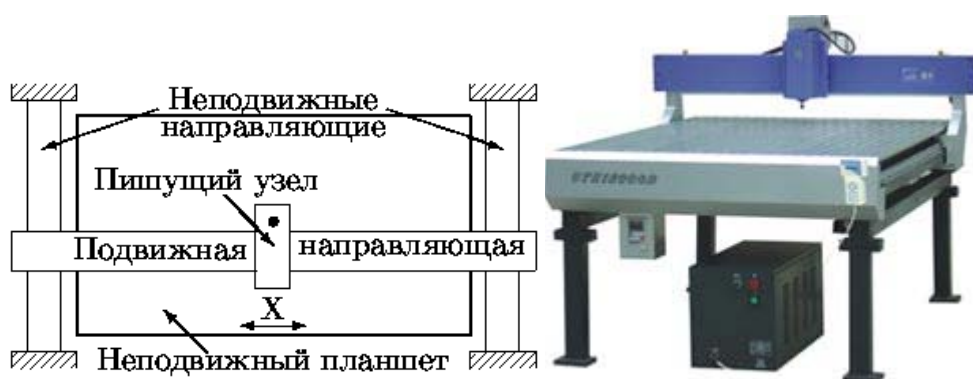 Неподвижные
направляющие
Пишущий узел
Подвижная направляющая
X
Неподвижный планшет